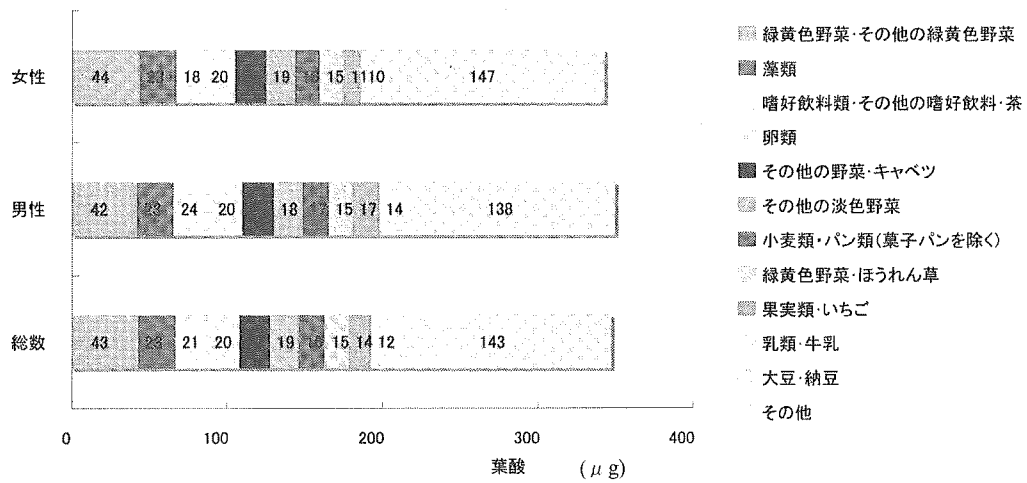 女性
44 23 18 20 19 15 15 1110 147
男性
42 23 24 20 18 17 15 17 14 138
総数
43 23 21 20 19 16 15 14 12 143
0 100 200 300 400
葉酸 (μg)
緑黄色野菜・その他の緑黄色野菜
藻類
嗜好飲料類・その他の嗜好飲料・茶
卵類
その他の野菜・キャベツ
その他の淡色野菜
小麦類・パン類(菓子パンを除く)
緑黄色野菜・ほうれん草
果実類・いちご
乳類・牛乳
大豆・納豆
その他